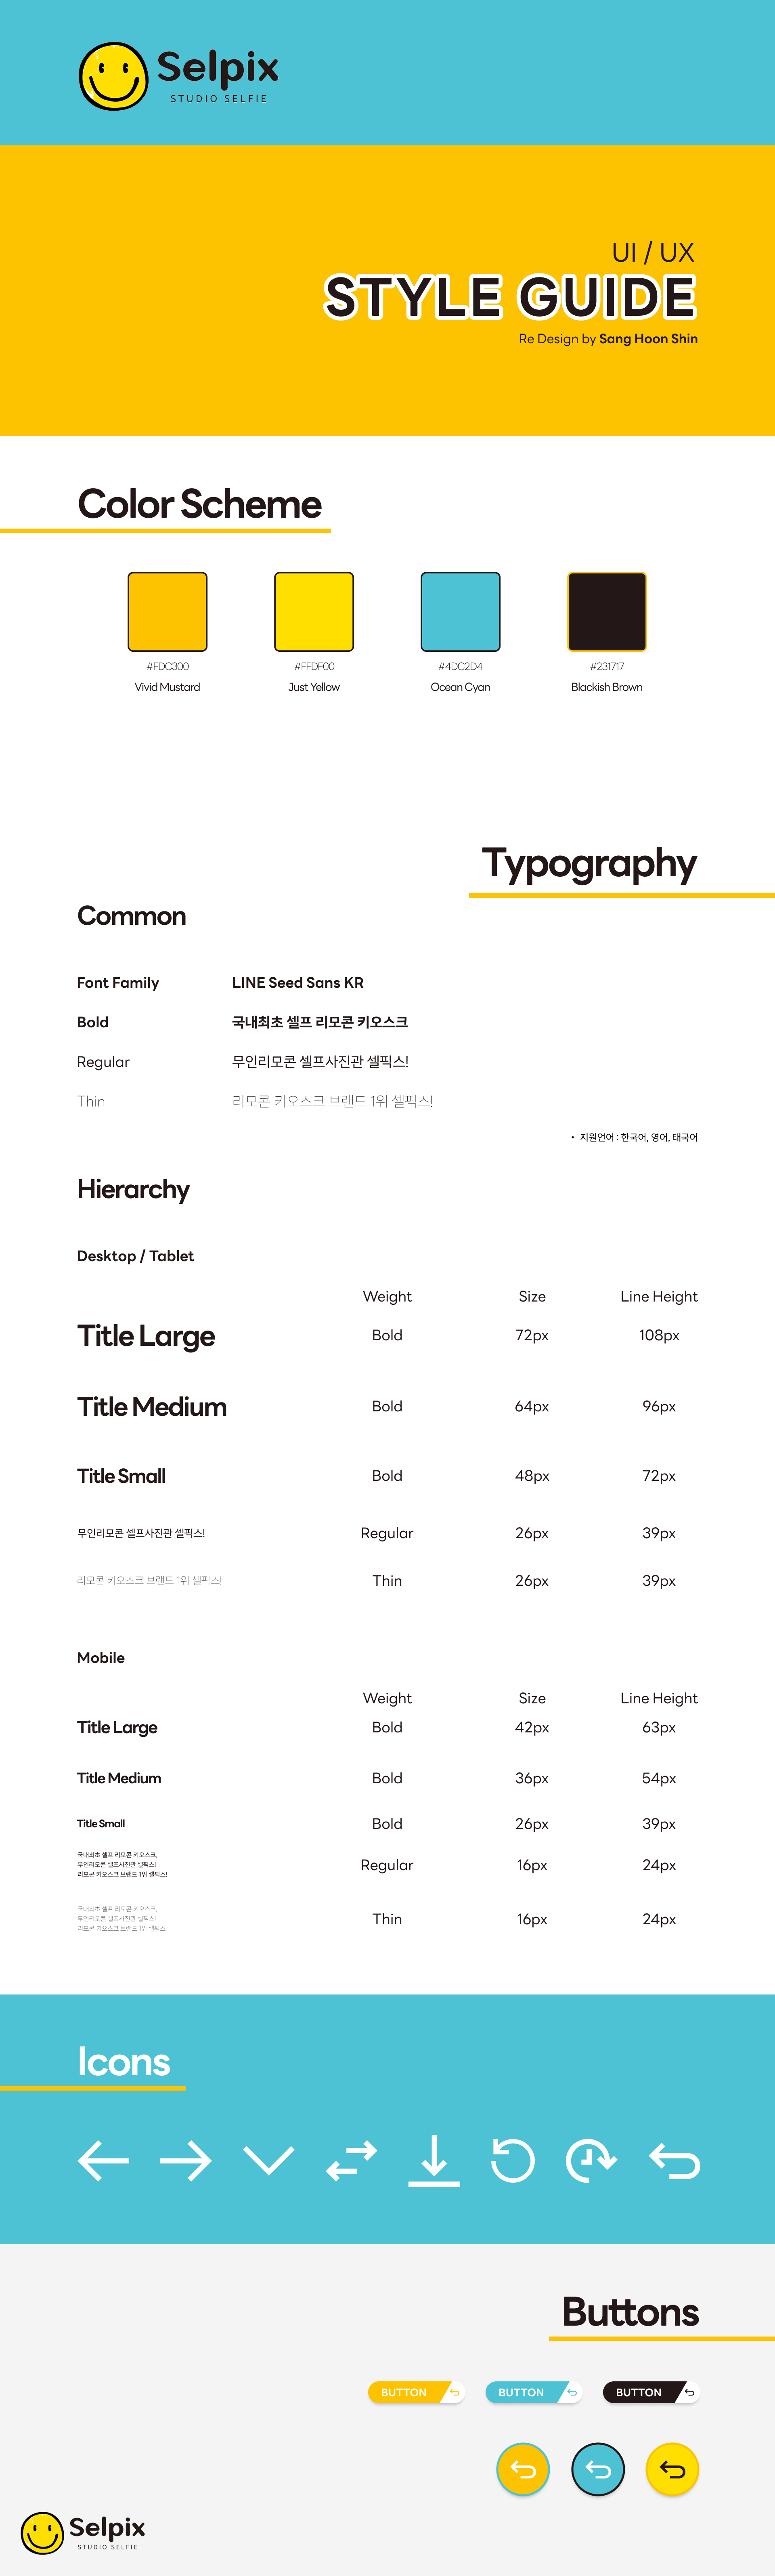 Selpix
STUDIO SELFIE
UI / UX
STYLE GUIDE
Re Design by Sang Hoon Shin
Color Scheme
#FDC300 #FFDF00 #4DC2D4 #231717
Vivid Mustard Just Yellow Ocean Cyan Blackish Brown
Typography
Common
Font Family LINE Seed Sans KR
Bold 국내최초 셀프 리모콘 키오스크
Regular 무인리모콘 셀프사진관 셀픽스!
Thin 리모콘 키오스크 브랜드 1위 셀픽스!
• 지원언어 : 한국어, 영어, 태국어
Hierarchy
Desktop / Tablet
Weight Size Line Height
Title Large Bold 72px 108px
Title Medium Bold 64px 96px
Title Small Bold 48px 72px
무인리모콘 셀프사진관 셀픽스! Regular 26px 39px
리모콘 키오스크 브랜드 1위 셀픽스! Thin 26px 39px
Mobile
Weight Size Line Height
Title Large Bold 42px 63px
Title Medium Bold 36px 54px
Title Small Bold 26px 39px
국내최초 셀프 리모콘 키오스크,
무인리모콘 셀프사진관 셀픽스! Regular 16px 24px
리모콘 키오스크 브랜드 1위 셀픽스!
국내최초 셀프 리모콘 키오스크,
무인리모콘 셀프사진관 셀픽스! Thin 16px 24px
리모콘 키오스크 브랜드 1위 셀픽스!
Icons
Buttons
BUTTON BUTTON BUTTON
Selpix
STUDIO SELFIE